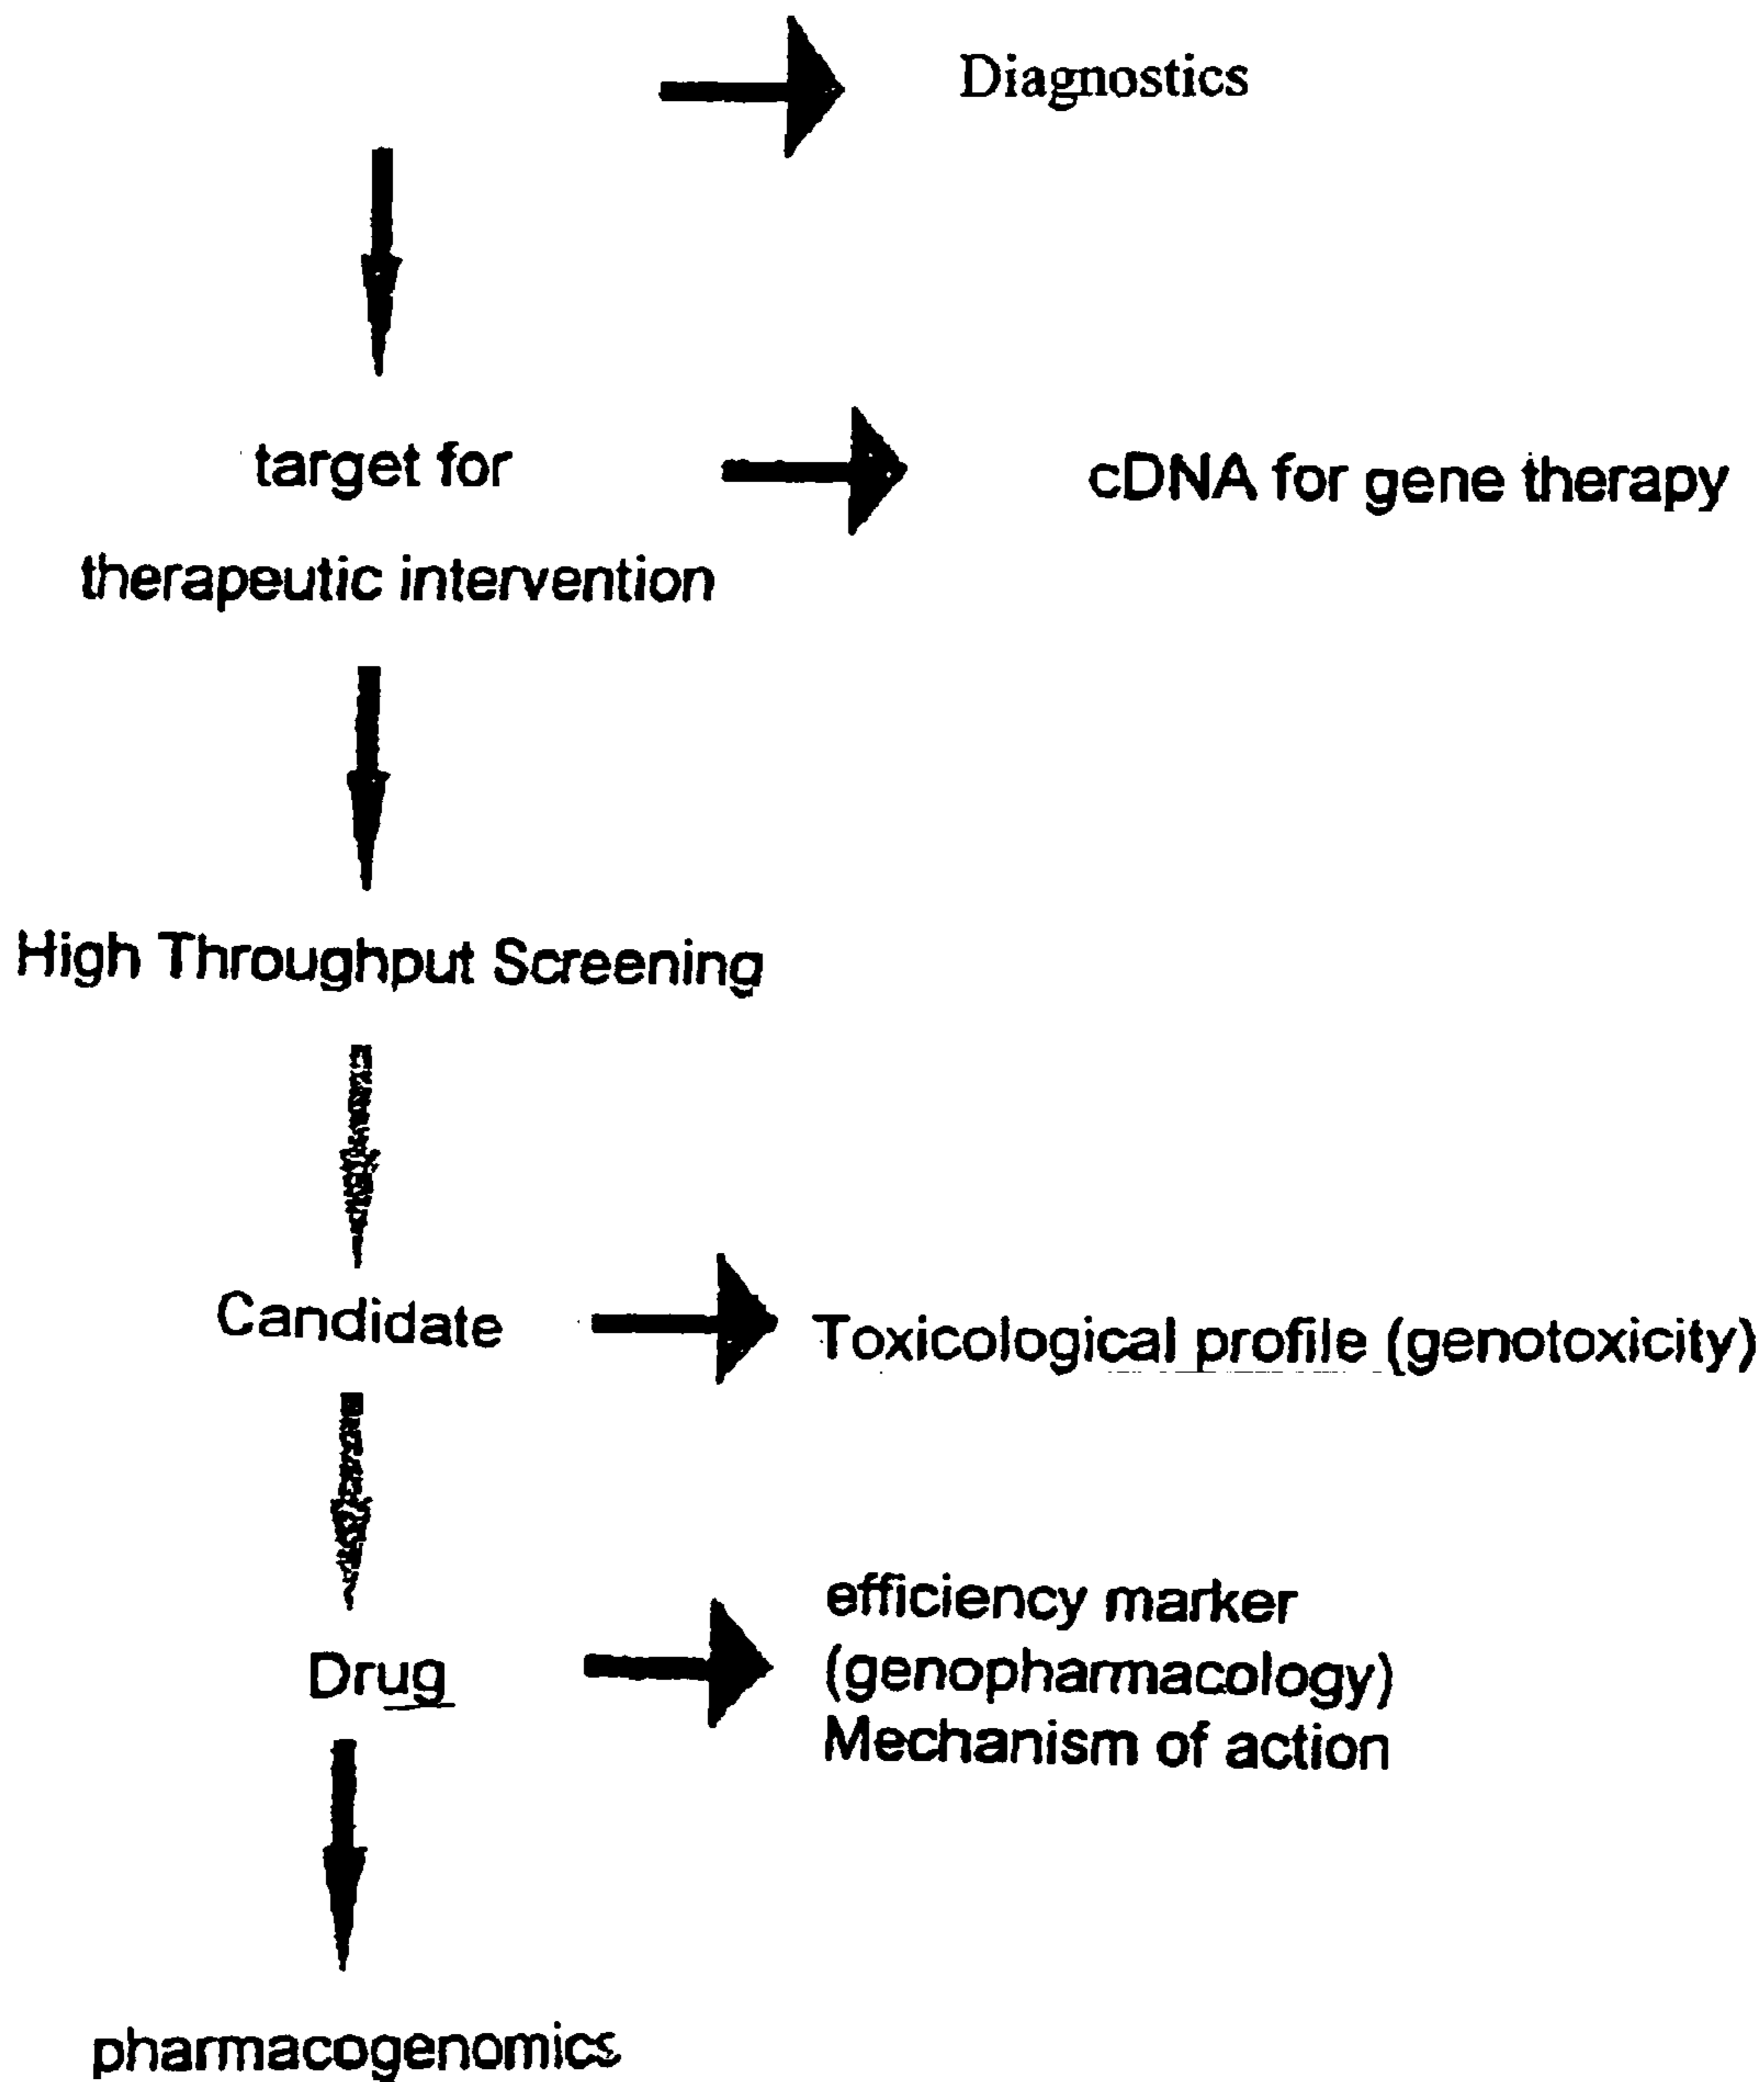 Diagnostics
target for
cDNA for gene therapy
therapeutic intervention
High Throughput Screening
Candidate
Toxicological profile (genotoxicity)
efficiency marker
Drug
(genopharmacology)
Mechanism of action
pharmacogenomics